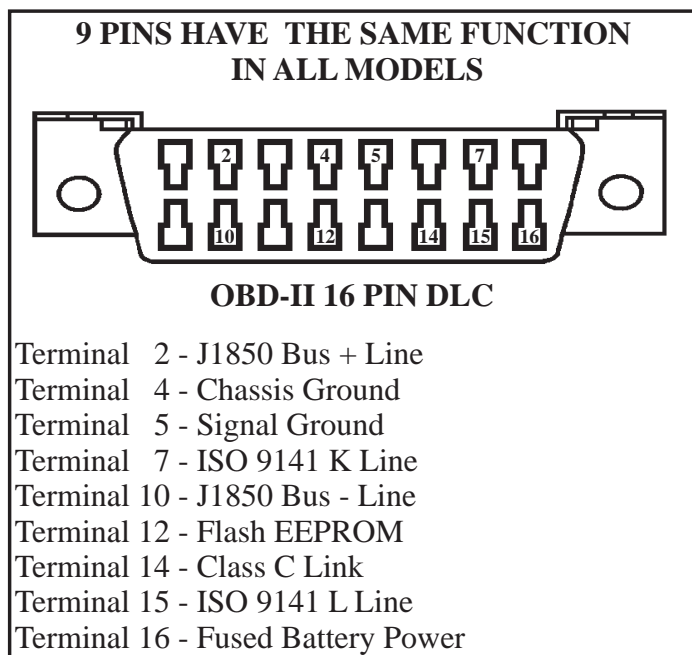 9 PINS HAVE THE SAME FUNCTION
IN ALL MODELS
2 4 5 7
10 12 14 15 16
OBD-II 16 PIN DLC
Terminal 2 - J1850 Bus + Line
Terminal 4 - Chassis Ground
Terminal 5 - Signal Ground
Terminal 7 - ISO 9141 K Line
Terminal 10 - J1850 Bus - Line
Terminal 12 - Flash EEPROM
Terminal 14 - Class C Link
Terminal 15 - ISO 9141 L Line
Terminal 16 - Fused Battery Power